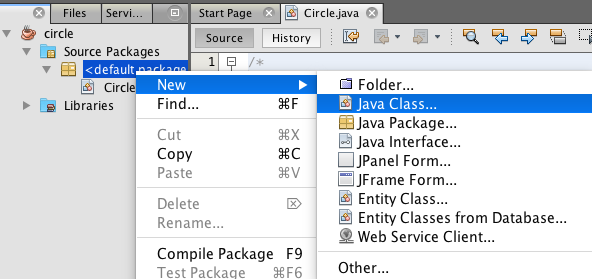 Files
Servi...
Start Page
Circle.java
circle
Source
History
Source Packages
1
/*
<default package
Circle
Libraries
New
Find... ⌘F
Cut ⌘X
Copy ⌘C
Paste ⌘V
Delete ⌦
Rename...
Compile Package F9
Test Package ⌘F6
Folder...
Java Class...
Java Package...
Java Interface...
JPanel Form...
JFrame Form...
Entity Class...
Entity Classes from Database...
Web Service Client...
Other...